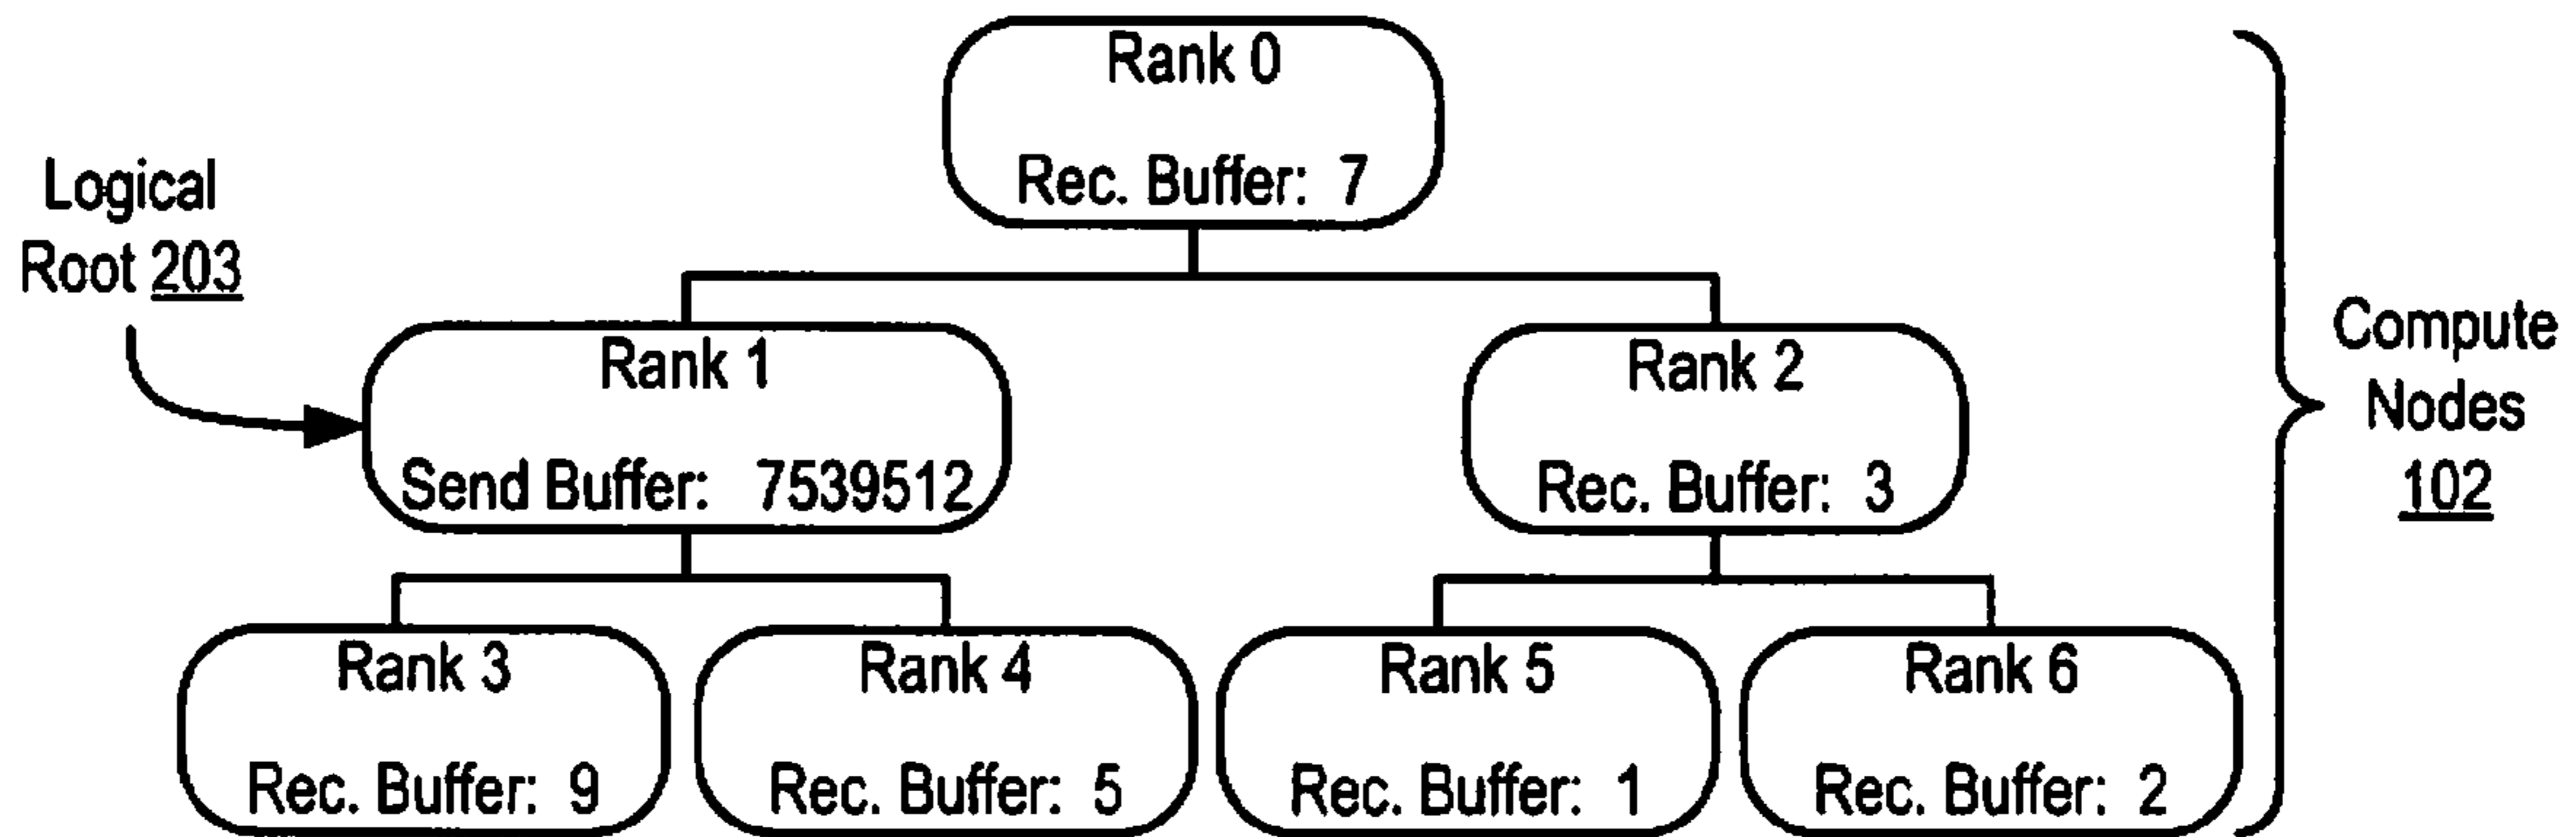 Rank 0
Rec. Buffer: 7
Logical
Root 203
Rank 1
Send Buffer: 7539512
Rank 2
Rec. Buffer: 3
Compute
Nodes
102
Rank 3
Rec. Buffer: 9
Rank 4
Rec. Buffer: 5
Rank 5
Rec. Buffer: 1
Rank 6
Rec. Buffer: 2